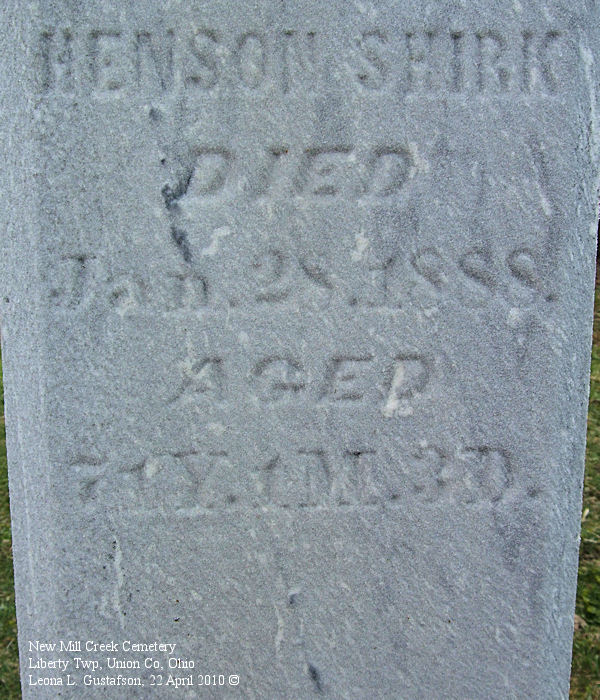 HENSON SHIRK
DIED
Jan. 28. 1888.
AGED
71Y. 1M. 3D.
New Mill Creek Cemetery
Liberty Twp, Union Co, Ohio
Leona L. Gustafson, 22 April 2010 ©